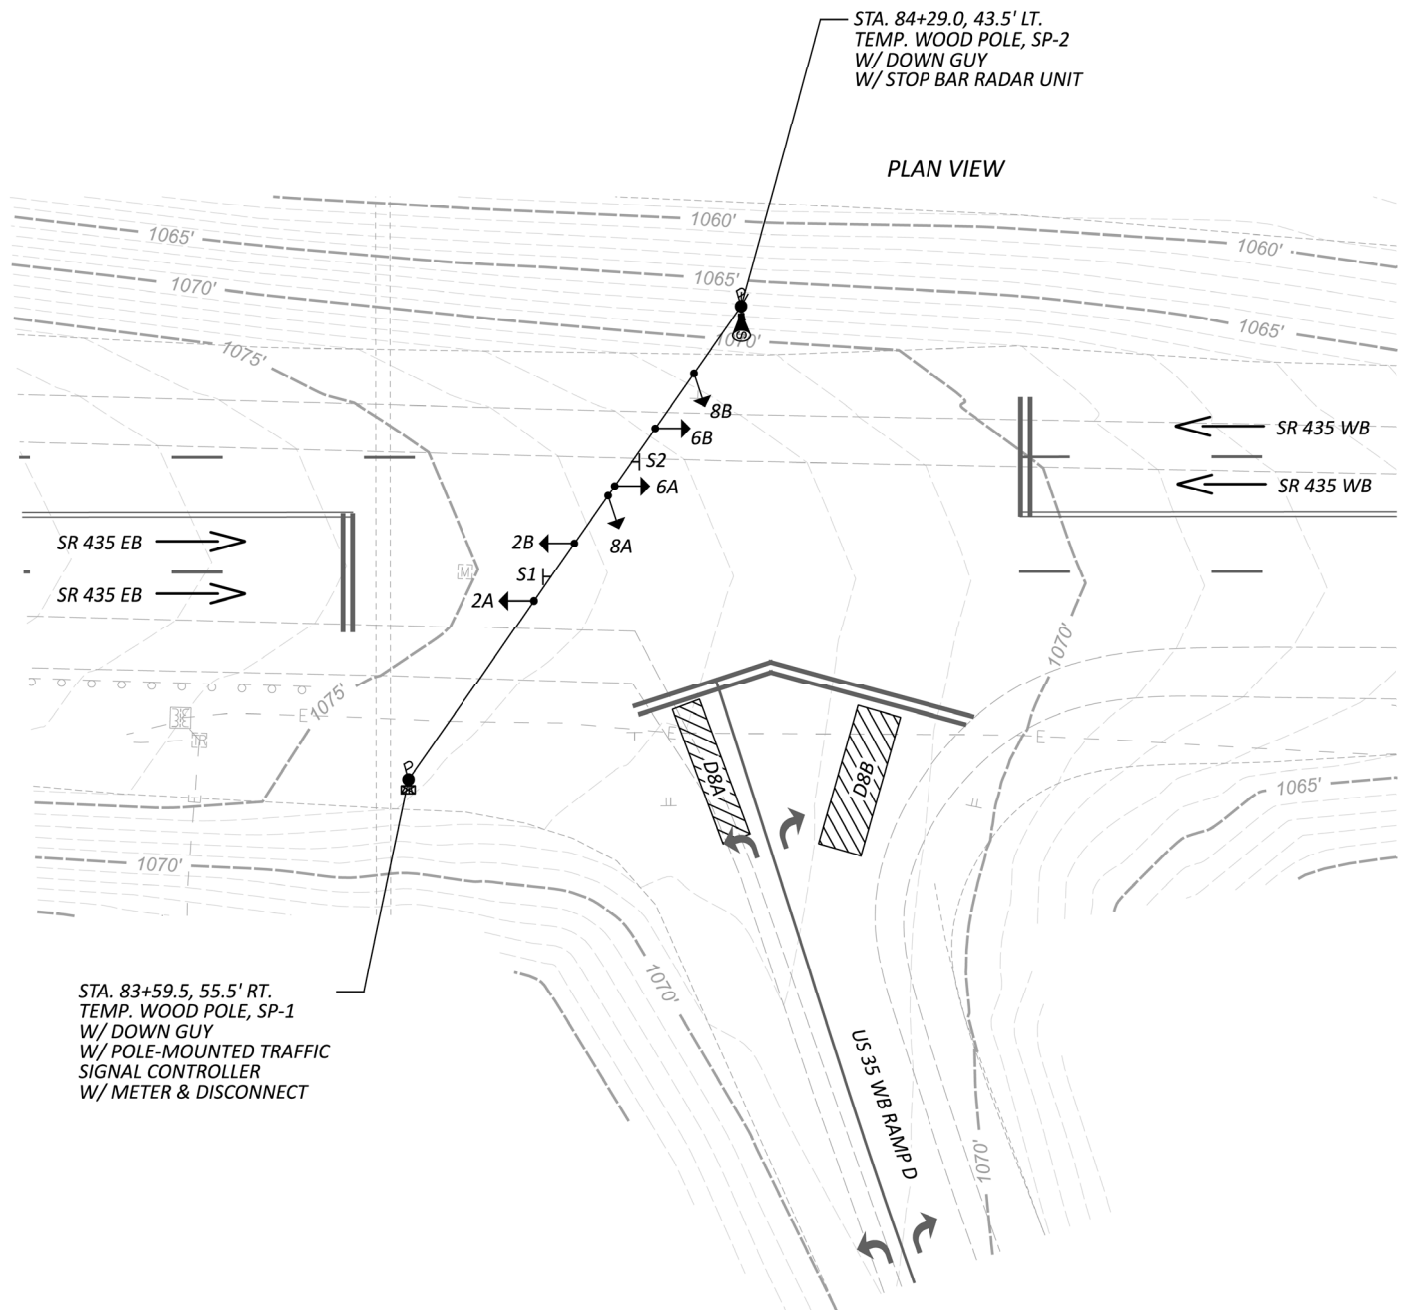 STA. 84+29.0, 43.5' LT.
TEMP. WOOD POLE, SP-2
W/ DOWN GUY
W/ STOP BAR RADAR UNIT
PLAN VIEW
1060'
1065'
1060'
1065'
1070'
1065'
1070'
1075'
P
S
8B
6B
S2
6A
8A
2B
S1
2A
SR 435 WB
SR 435 WB
SR 435 EB
SR 435 EB
M
1070'
1075'
E
E
E
TR
E
P
D8A
D8B
1065'
1070'
1070'
STA. 83+59.5, 55.5' RT.
TEMP. WOOD POLE, SP-1
W/ DOWN GUY
W/ POLE-MOUNTED TRAFFIC
SIGNAL CONTROLLER
W/ METER & DISCONNECT
US 35 WB RAMP D
1070'